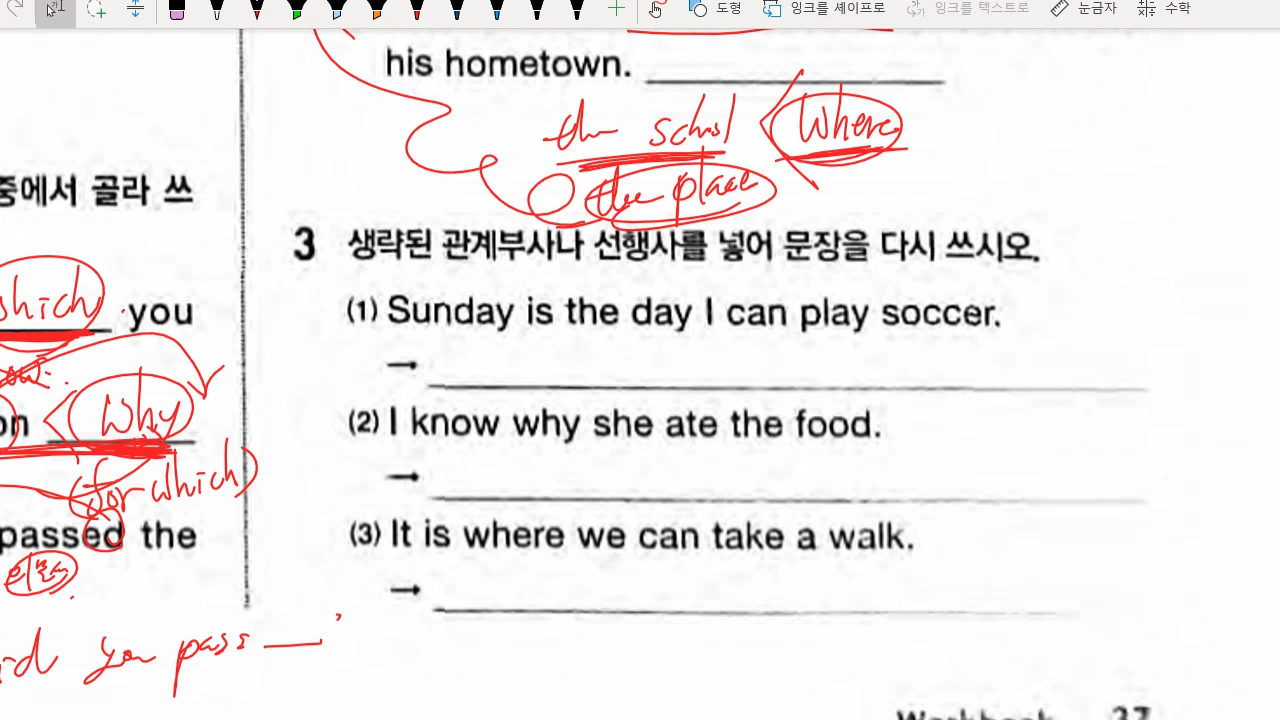 도형 잉크를 셰이프로 잉크를 텍스트로 눈금자 수학
his hometown.
the school where
the place
중에서 골라 쓰
which you
on why
(for which)
passed the
you pass
3 생략된 관계부사나 선행사를 넣어 문장을 다시 쓰시오.
(1) Sunday is the day I can play soccer.
→
(2) I know why she ate the food.
→
(3) It is where we can take a walk.
→